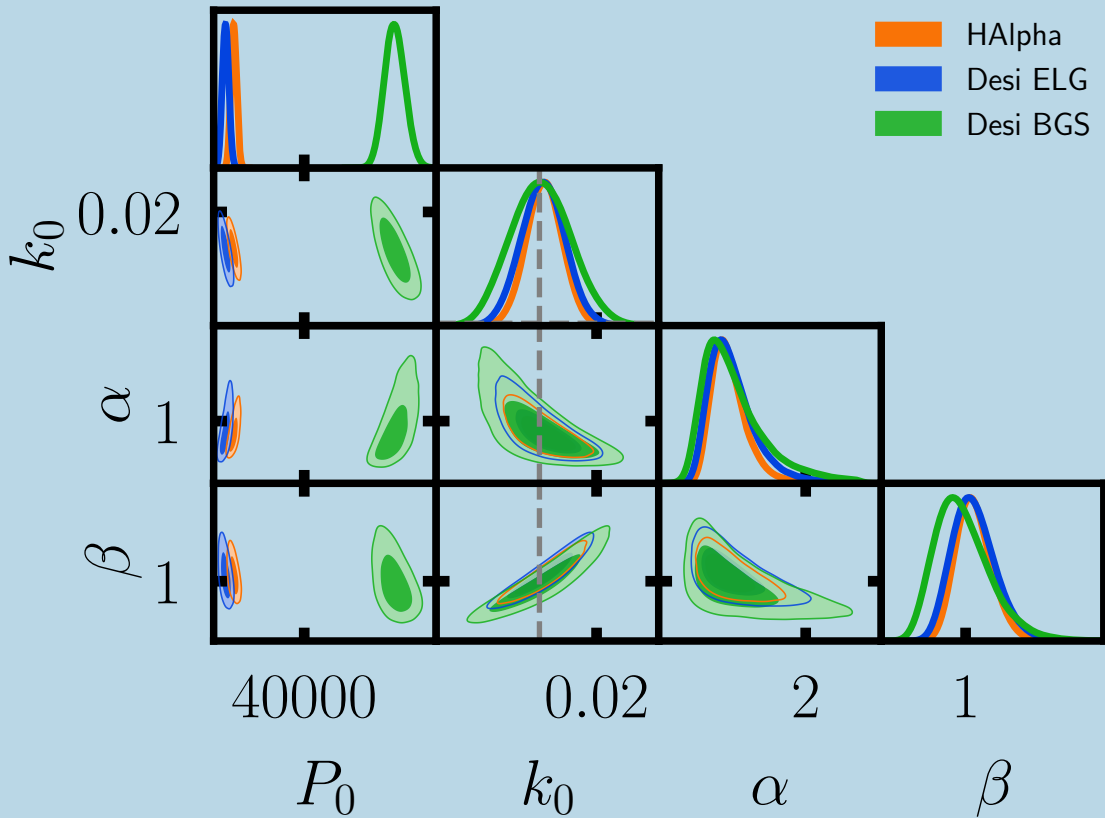 HAlpha
Desi ELG
Desi BGS
k₀
0.02
α
1
β
1
40000
0.02
2
1
P₀
k₀
α
β